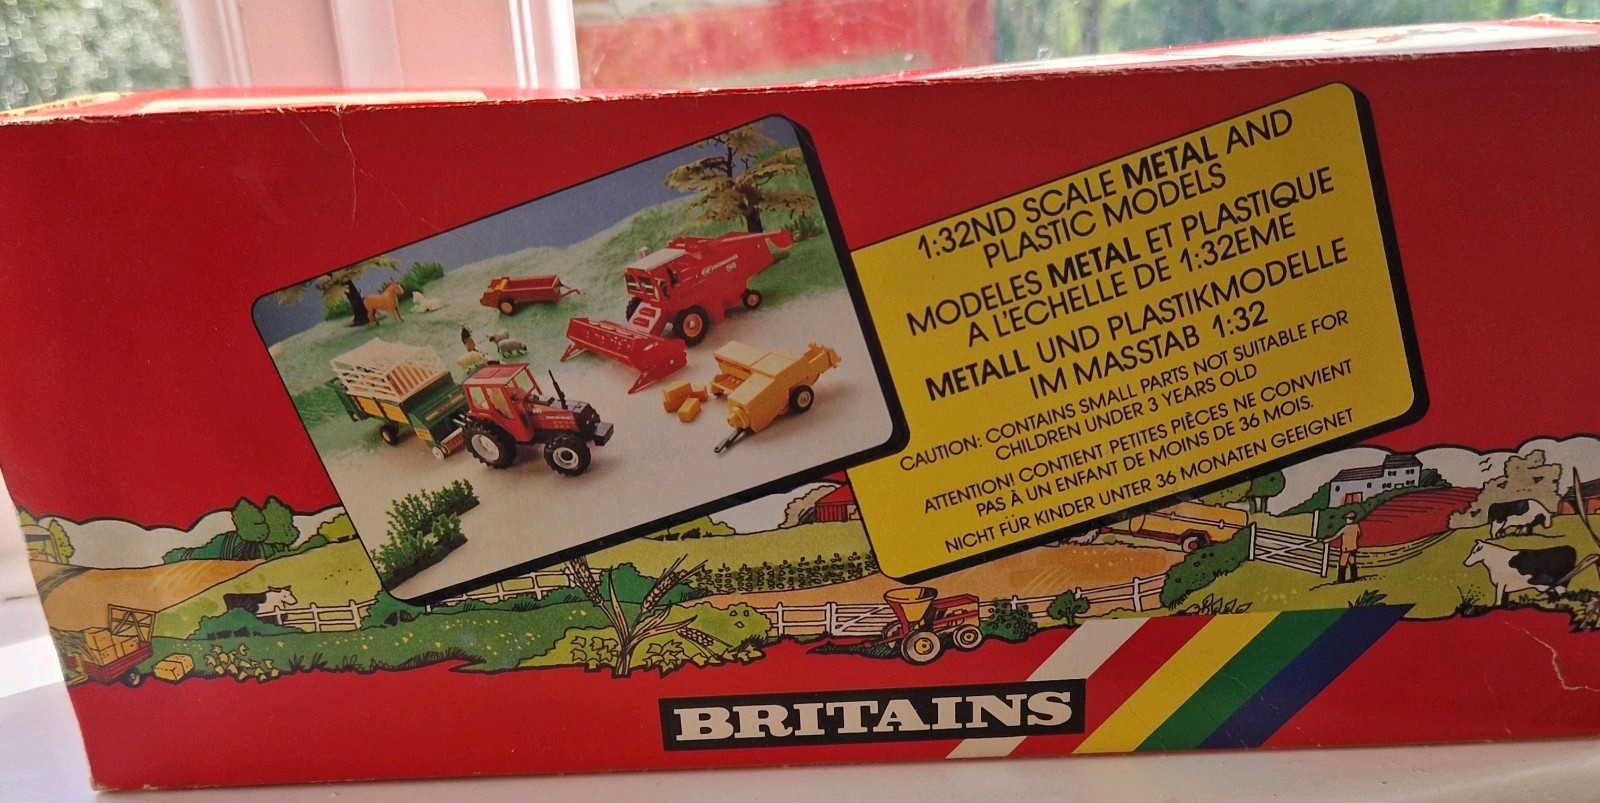 1:32ND SCALE METAL AND
PLASTIC MODELS
MODELES METAL ET PLASTIQUE
A L'ECHELLE DE 1:32EME
METALL UND PLASTIKMODELLE
IM MASSTAB 1:32
CAUTION: CONTAINS SMALL PARTS NOT SUITABLE FOR
CHILDREN UNDER 3 YEARS OLD
ATTENTION! CONTIENT PETITES PIÈCES NE CONVIENT
PAS À UN ENFANT DE MOINS DE 36 MOIS.
NICHT FÜR KINDER UNTER 36 MONATEN GEEIGNET
BRITAINS